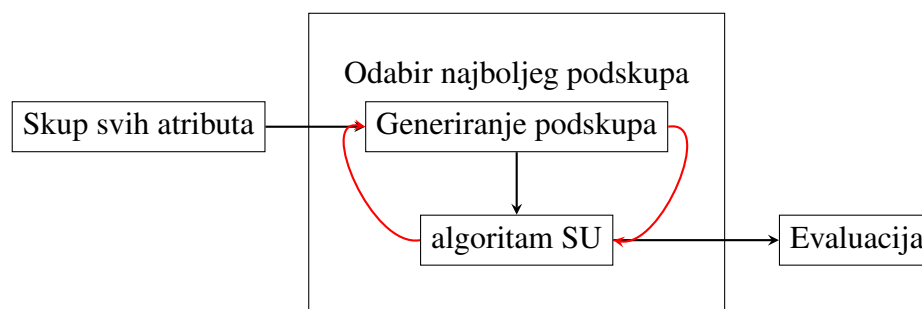 Odabir najboljeg podskupa
Skup svih atributa
Generiranje podskupa
algoritam SU
Evaluacija